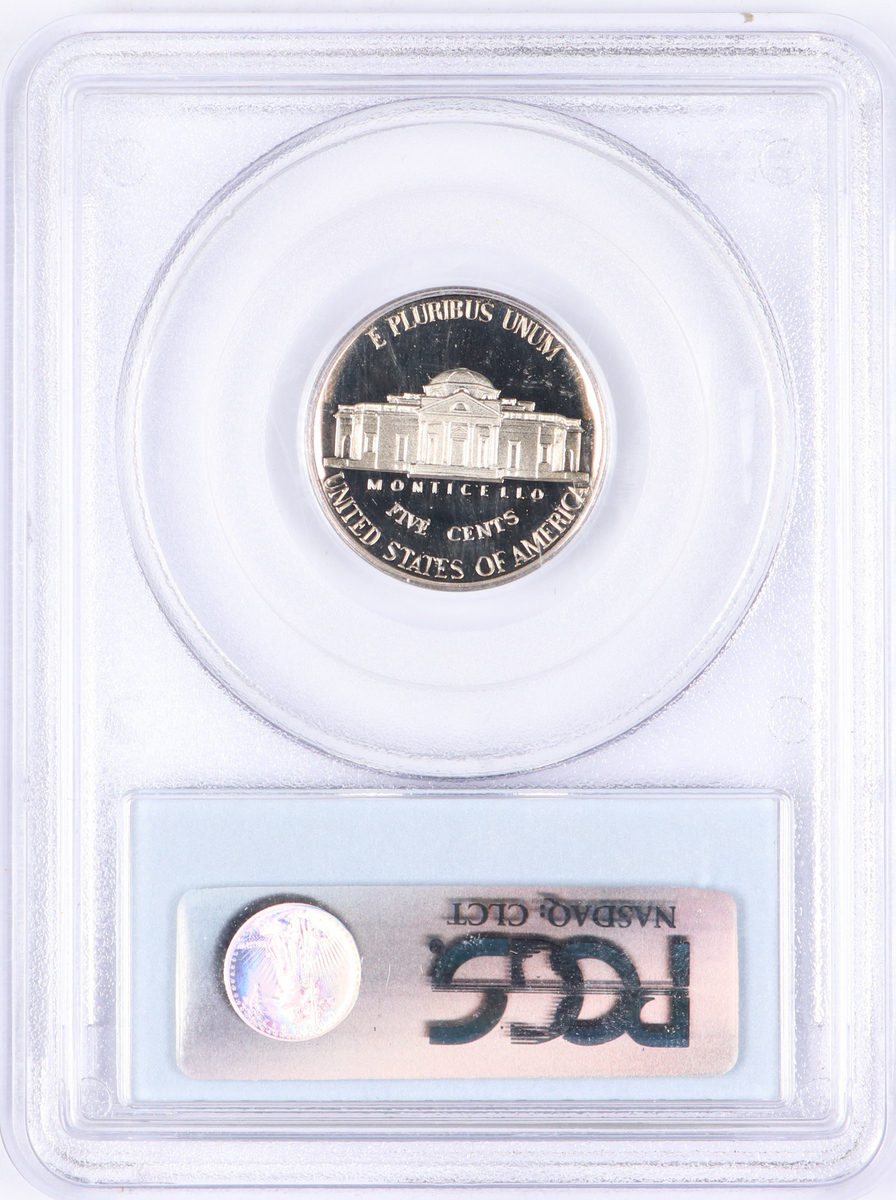 E PLURIBUS UNUM
MONTICELLO
FIVE CENTS
UNITED STATES OF AMERICA
PCGS
NASDAQ: CLCT